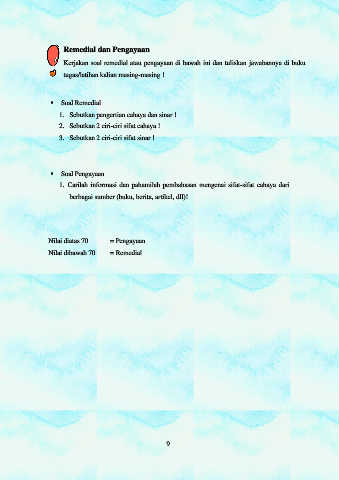 Remedial dan Pengayaan
Kerjakan soal remedial atau pengayaan di bawah ini dan tuliskan jawabannya di buku
tugas/latihan kalian masing-masing !
• Soal Remedial
1. Sebutkan pengertian cahaya dan sinar !
2. Sebutkan 2 ciri-ciri sifat cahaya !
3. Sebutkan 2 ciri-ciri sifat sinar !
• Soal Pengayaan
1. Carilah informasi dan pahamilah pembahasan mengenai sifat-sifat cahaya dari
berbagai sumber (buku, berita, artikel, dll)!
Nilai diatas 70 = Pengayaan
Nilai dibawah 70 = Remedial
9